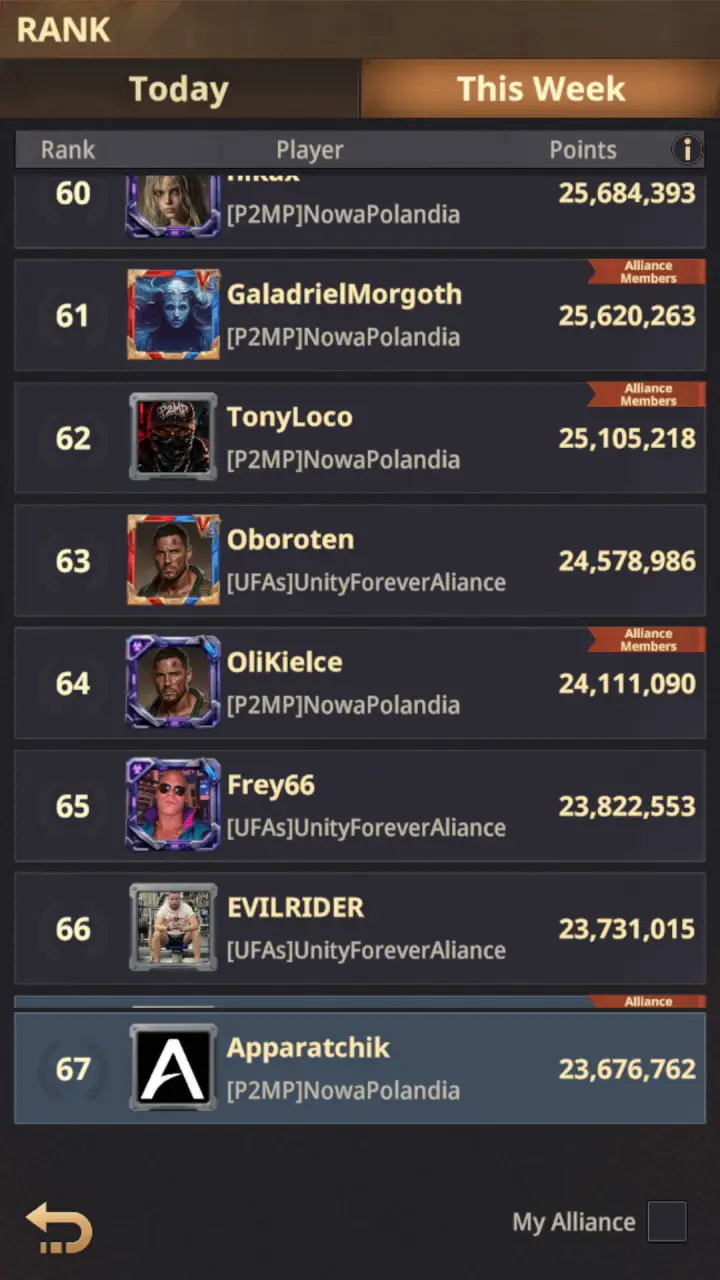 RANK
Today
This Week
Rank
Player
Points
60
[P2MP]NowaPolandia
25,684,393
Alliance
Members
61
GaladrielMorgoth
[P2MP]NowaPolandia
25,620,263
Alliance
Members
62
TonyLoco
[P2MP]NowaPolandia
25,105,218
63
Oboroten
[UFAs]UnityForeverAliance
24,578,986
Alliance
Members
64
OliKielce
[P2MP]NowaPolandia
24,111,090
65
Frey66
[UFAs]UnityForeverAliance
23,822,553
66
EVILRIDER
[UFAs]UnityForeverAliance
23,731,015
Alliance
67
Apparatchik
[P2MP]NowaPolandia
23,676,762
My Alliance